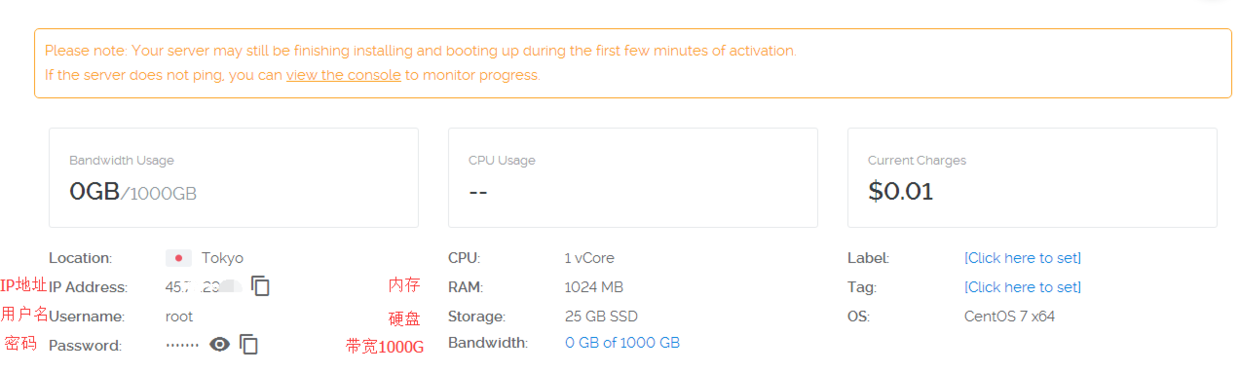 Please note: Your server may still be finishing installing and booting up during the first few minutes of activation.
If the server does not ping, you can view the console to monitor progress.
Bandwidth Usage
0GB/1000GB
CPU Usage
--
Current Charges
$0.01
Location: Tokyo
CPU: 1 vCore
Label: [Click here to set]
IP地址 IP Address: 45.
内存 RAM: 1024 MB
Tag: [Click here to set]
用户名 Username: root
硬盘 Storage: 25 GB SSD
OS: CentOS 7 x64
密码 Password: •••••••
带宽1000G Bandwidth: 0 GB of 1000 GB